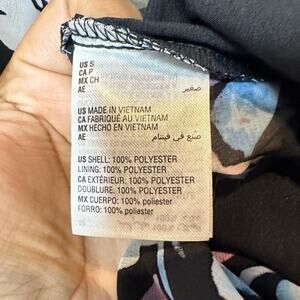 US S
CA P
MX CH
AE صغير
US MADE IN VIETNAM
CA FABRIQUÉ AU VIETNAM
MX HECHO EN VIETNAM
AE صنع في فيتنام
US SHELL: 100% POLYESTER
LINING: 100% POLYESTER
CA EXTÉRIEUR: 100% POLYESTER
DOUBLURE: 100% POLYESTER
MX CUERPO: 100% poliester
FORRO: 100% poliester